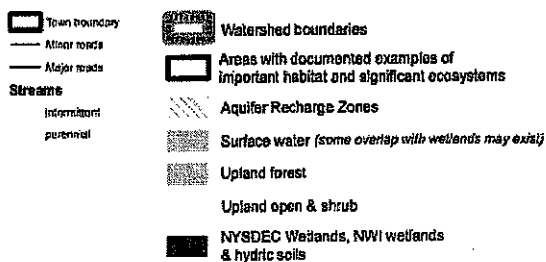 Town boundary
Minor roads
Major roads
Streams
intermittent
perennial
Watershed boundaries
Areas with documented examples of
important habitat and significant ecosystems
Aquifer Recharge Zones
Surface water (some overlap with wetlands may exist)
Upland forest
Upland open & shrub
NYSDEC Wetlands, NWI wetlands
& hydric soils